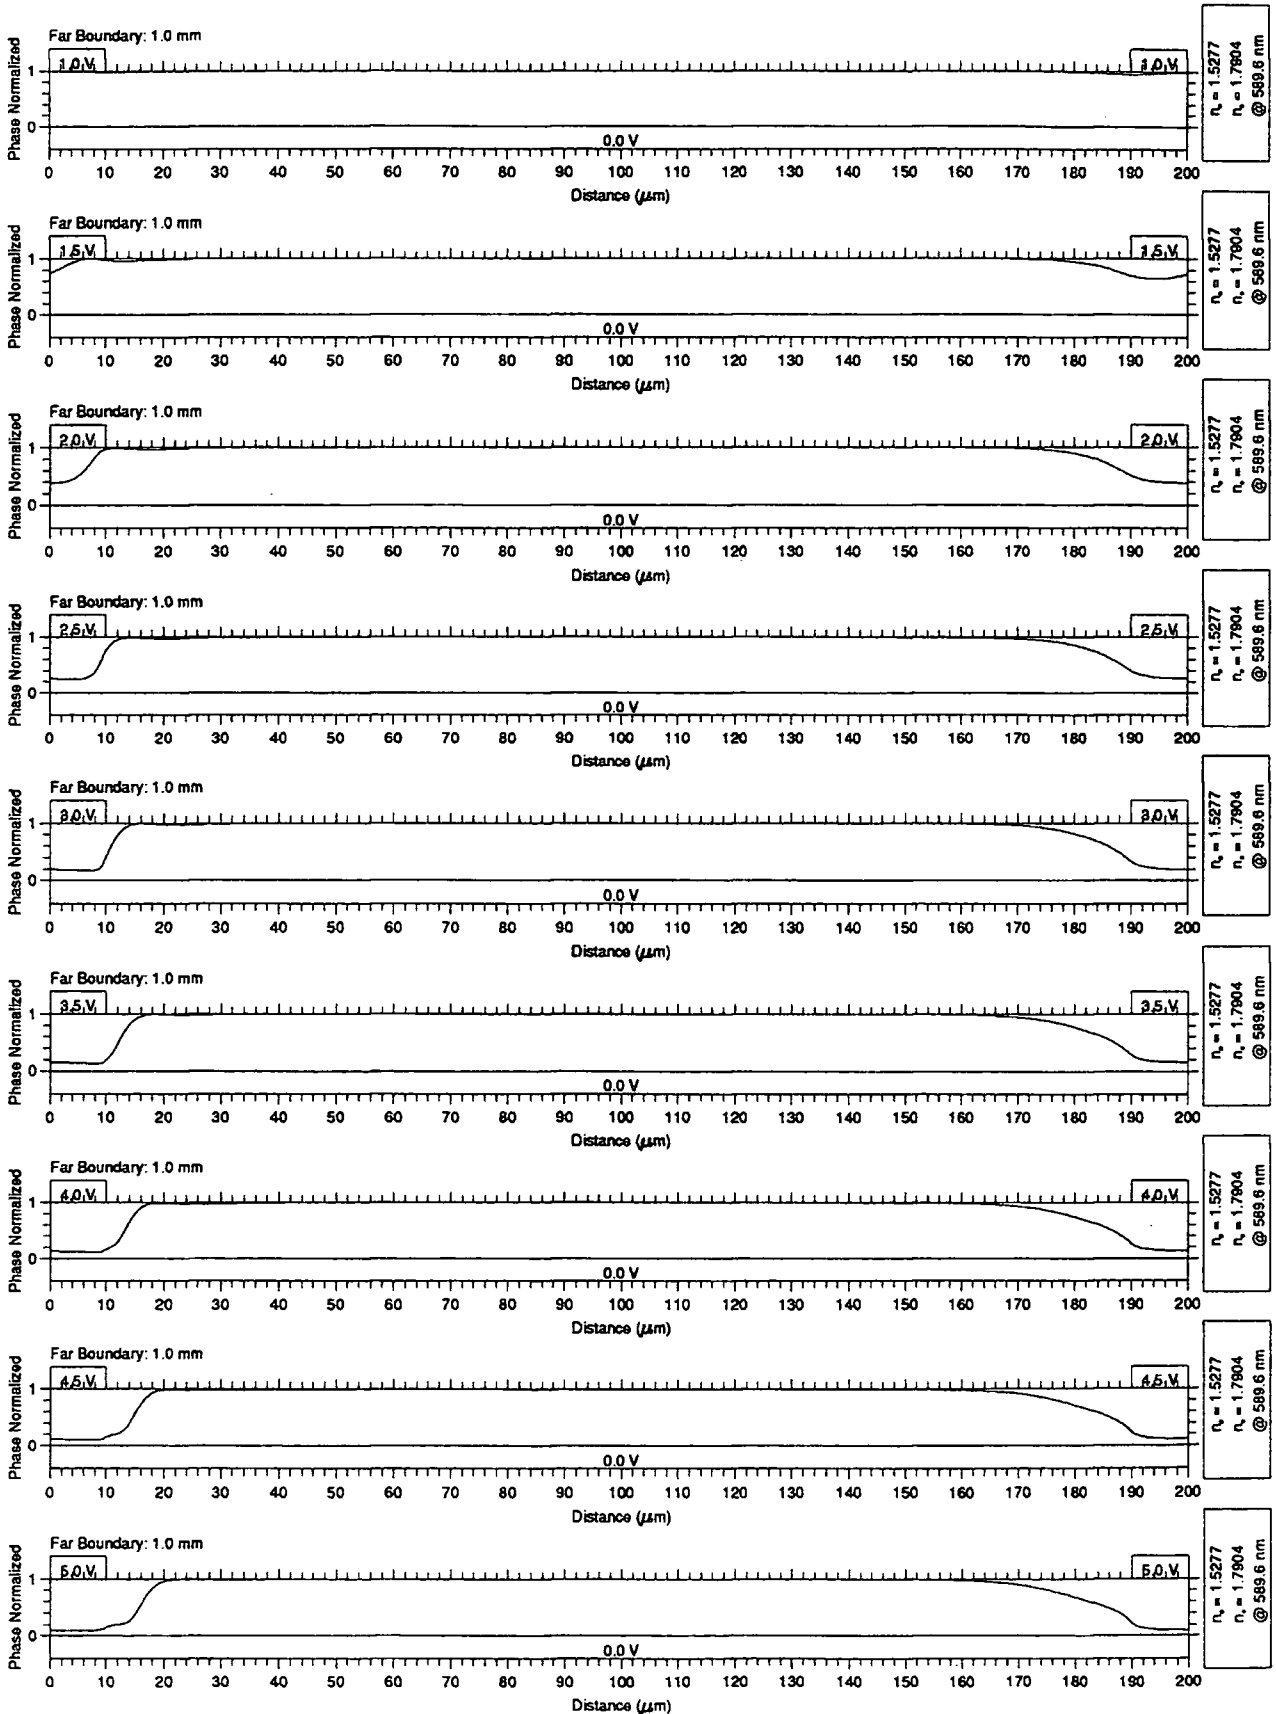 Far Boundary: 1.0 mm
Phase Normalized
1
0
1.0 V
1.0 V
0.0 V
0 10 20 30 40 50 60 70 80 90 100 110 120 130 140 150 160 170 180 190 200
Distance (μm)
nₒ = 1.5277
nₑ = 1.7904
@ 589.6 nm
Far Boundary: 1.0 mm
Phase Normalized
1
0
1.5 V
1.5 V
0.0 V
0 10 20 30 40 50 60 70 80 90 100 110 120 130 140 150 160 170 180 190 200
Distance (μm)
nₒ = 1.5277
nₑ = 1.7904
@ 589.6 nm
Far Boundary: 1.0 mm
Phase Normalized
1
0
2.0 V
2.0 V
0.0 V
0 10 20 30 40 50 60 70 80 90 100 110 120 130 140 150 160 170 180 190 200
Distance (μm)
nₒ = 1.5277
nₑ = 1.7904
@ 589.6 nm
Far Boundary: 1.0 mm
Phase Normalized
1
0
2.5 V
2.5 V
0.0 V
0 10 20 30 40 50 60 70 80 90 100 110 120 130 140 150 160 170 180 190 200
Distance (μm)
nₒ = 1.5277
nₑ = 1.7904
@ 589.6 nm
Far Boundary: 1.0 mm
Phase Normalized
1
0
3.0 V
3.0 V
0.0 V
0 10 20 30 40 50 60 70 80 90 100 110 120 130 140 150 160 170 180 190 200
Distance (μm)
nₒ = 1.5277
nₑ = 1.7904
@ 589.6 nm
Far Boundary: 1.0 mm
Phase Normalized
1
0
3.5 V
3.5 V
0.0 V
0 10 20 30 40 50 60 70 80 90 100 110 120 130 140 150 160 170 180 190 200
Distance (μm)
nₒ = 1.5277
nₑ = 1.7904
@ 589.6 nm
Far Boundary: 1.0 mm
Phase Normalized
1
0
4.0 V
4.0 V
0.0 V
0 10 20 30 40 50 60 70 80 90 100 110 120 130 140 150 160 170 180 190 200
Distance (μm)
nₒ = 1.5277
nₑ = 1.7904
@ 589.6 nm
Far Boundary: 1.0 mm
Phase Normalized
1
0
4.5 V
4.5 V
0.0 V
0 10 20 30 40 50 60 70 80 90 100 110 120 130 140 150 160 170 180 190 200
Distance (μm)
nₒ = 1.5277
nₑ = 1.7904
@ 589.6 nm
Far Boundary: 1.0 mm
Phase Normalized
1
0
5.0 V
5.0 V
0.0 V
0 10 20 30 40 50 60 70 80 90 100 110 120 130 140 150 160 170 180 190 200
Distance (μm)
nₒ = 1.5277
nₑ = 1.7904
@ 589.6 nm